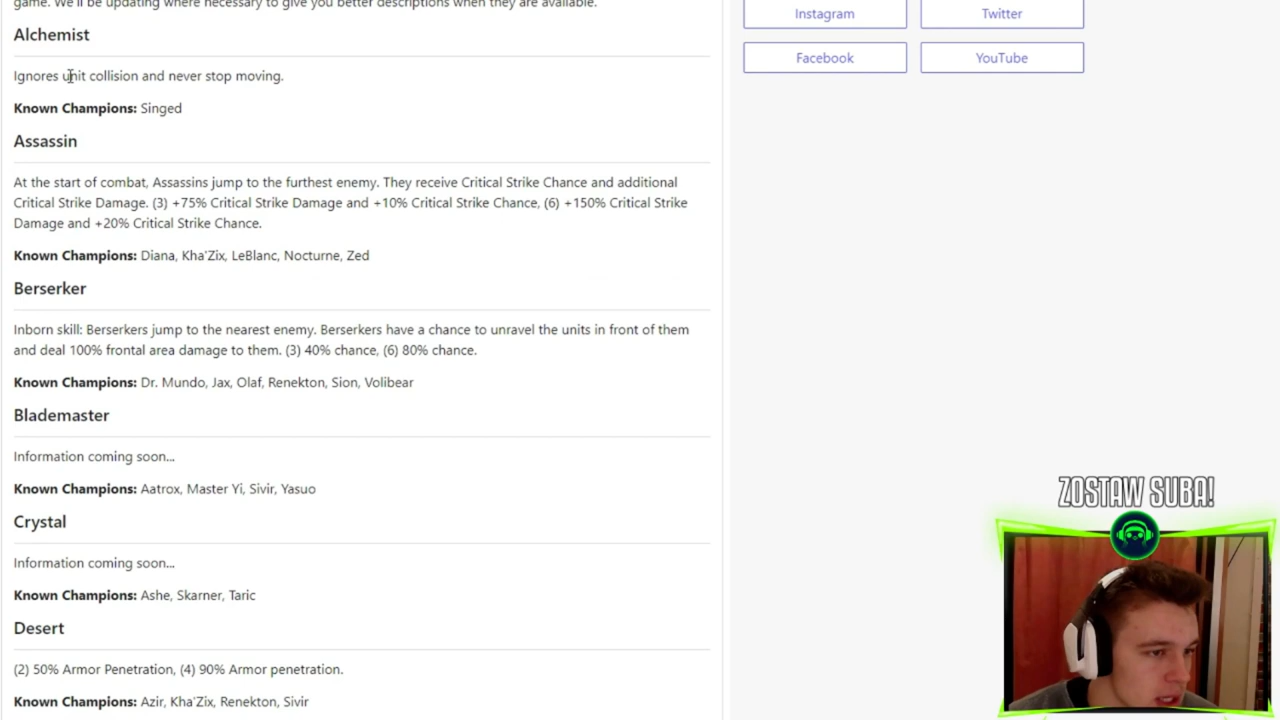 game. We'll be updating where necessary to give you better descriptions when they are available.
Alchemist
Ignores unit collision and never stop moving.
Known Champions: Singed
Assassin
At the start of combat, Assassins jump to the furthest enemy. They receive Critical Strike Chance and additional
Critical Strike Damage. (3) +75% Critical Strike Damage and +10% Critical Strike Chance, (6) +150% Critical Strike
Damage and +20% Critical Strike Chance.
Known Champions: Diana, Kha'Zix, LeBlanc, Nocturne, Zed
Berserker
Inborn skill: Berserkers jump to the nearest enemy. Berserkers have a chance to unravel the units in front of them
and deal 100% frontal area damage to them. (3) 40% chance, (6) 80% chance.
Known Champions: Dr. Mundo, Jax, Olaf, Renekton, Sion, Volibear
Blademaster
Information coming soon...
Known Champions: Aatrox, Master Yi, Sivir, Yasuo
Crystal
Information coming soon...
Known Champions: Ashe, Skarner, Taric
Desert
(2) 50% Armor Penetration, (4) 90% Armor penetration.
Known Champions: Azir, Kha'Zix, Renekton, Sivir
Instagram
Twitter
Facebook
YouTube
ZOSTAW SUBA!